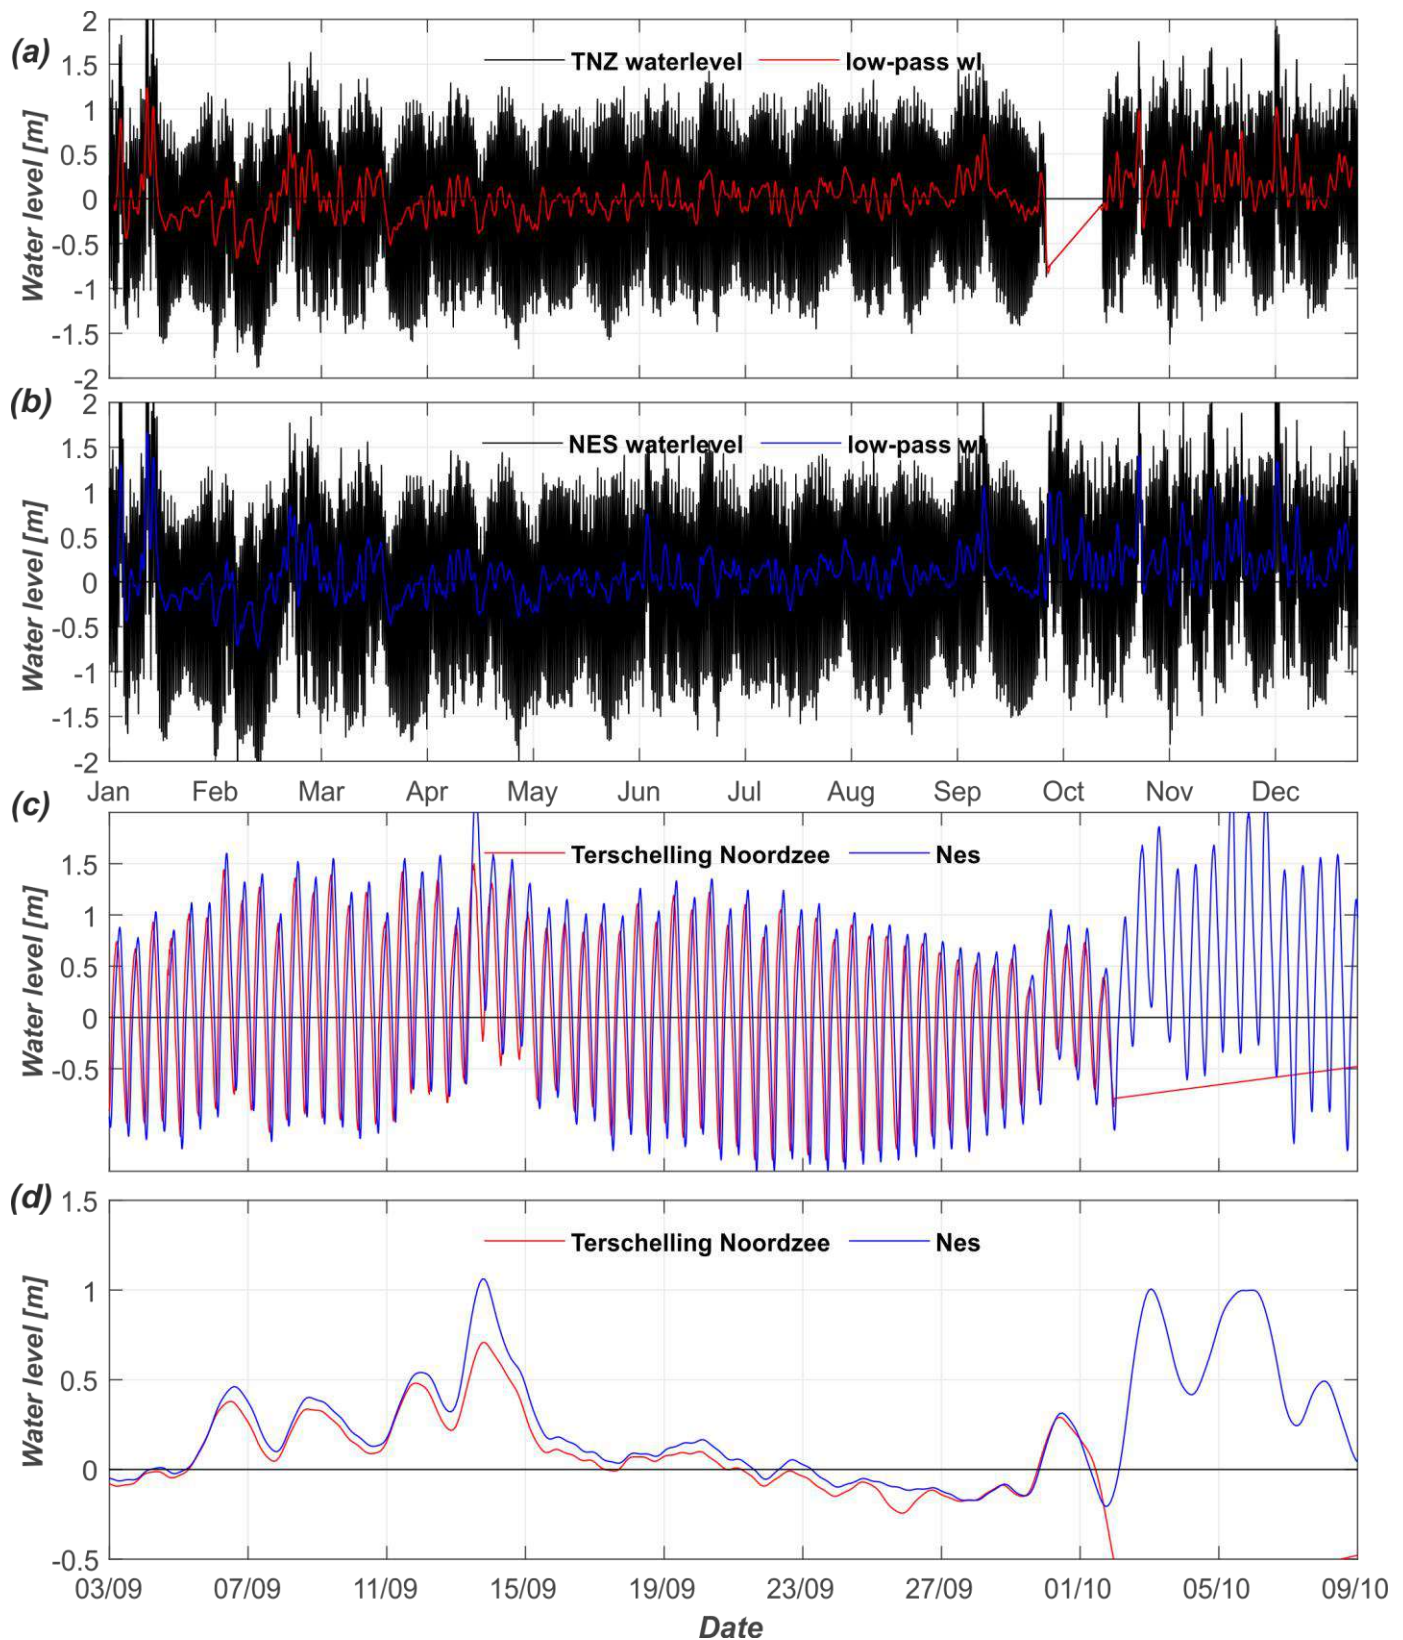 (a)
2
1.5
1
0.5
0
-0.5
-1
-1.5
-2
Water level [m]
TNZ waterlevel low-pass wl
(b)
2
1.5
1
0.5
0
-0.5
-1
-1.5
-2
Water level [m]
NES waterlevel low-pass wl
Jan Feb Mar Apr May Jun Jul Aug Sep Oct Nov Dec
(c)
1.5
1
0.5
0
-0.5
Water level [m]
Terschelling Noordzee Nes
(d)
1.5
1
0.5
0
-0.5
Water level [m]
Terschelling Noordzee Nes
03/09 07/09 11/09 15/09 19/09 23/09 27/09 01/10 05/10 09/10
Date